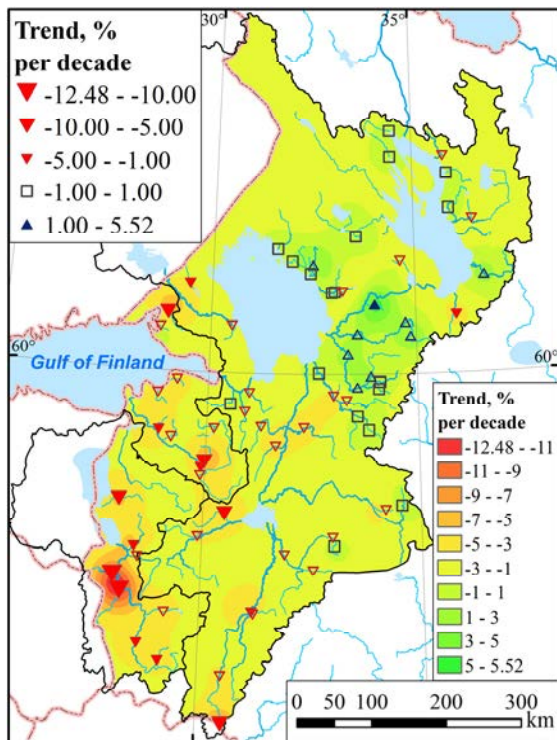 30°
35°
Trend, %
per decade
-12.48 - -10.00
-10.00 - -5.00
-5.00 - -1.00
-1.00 - 1.00
1.00 - 5.52
60°
Gulf of Finland
60°
Trend, %
per decade
-12.48 - -11
-11 - -9
-9 - -7
-7 - -5
-5 - -3
-3 - -1
-1 - 1
1 - 3
3 - 5
5 - 5.52
30°
0 50 100 200 300
km